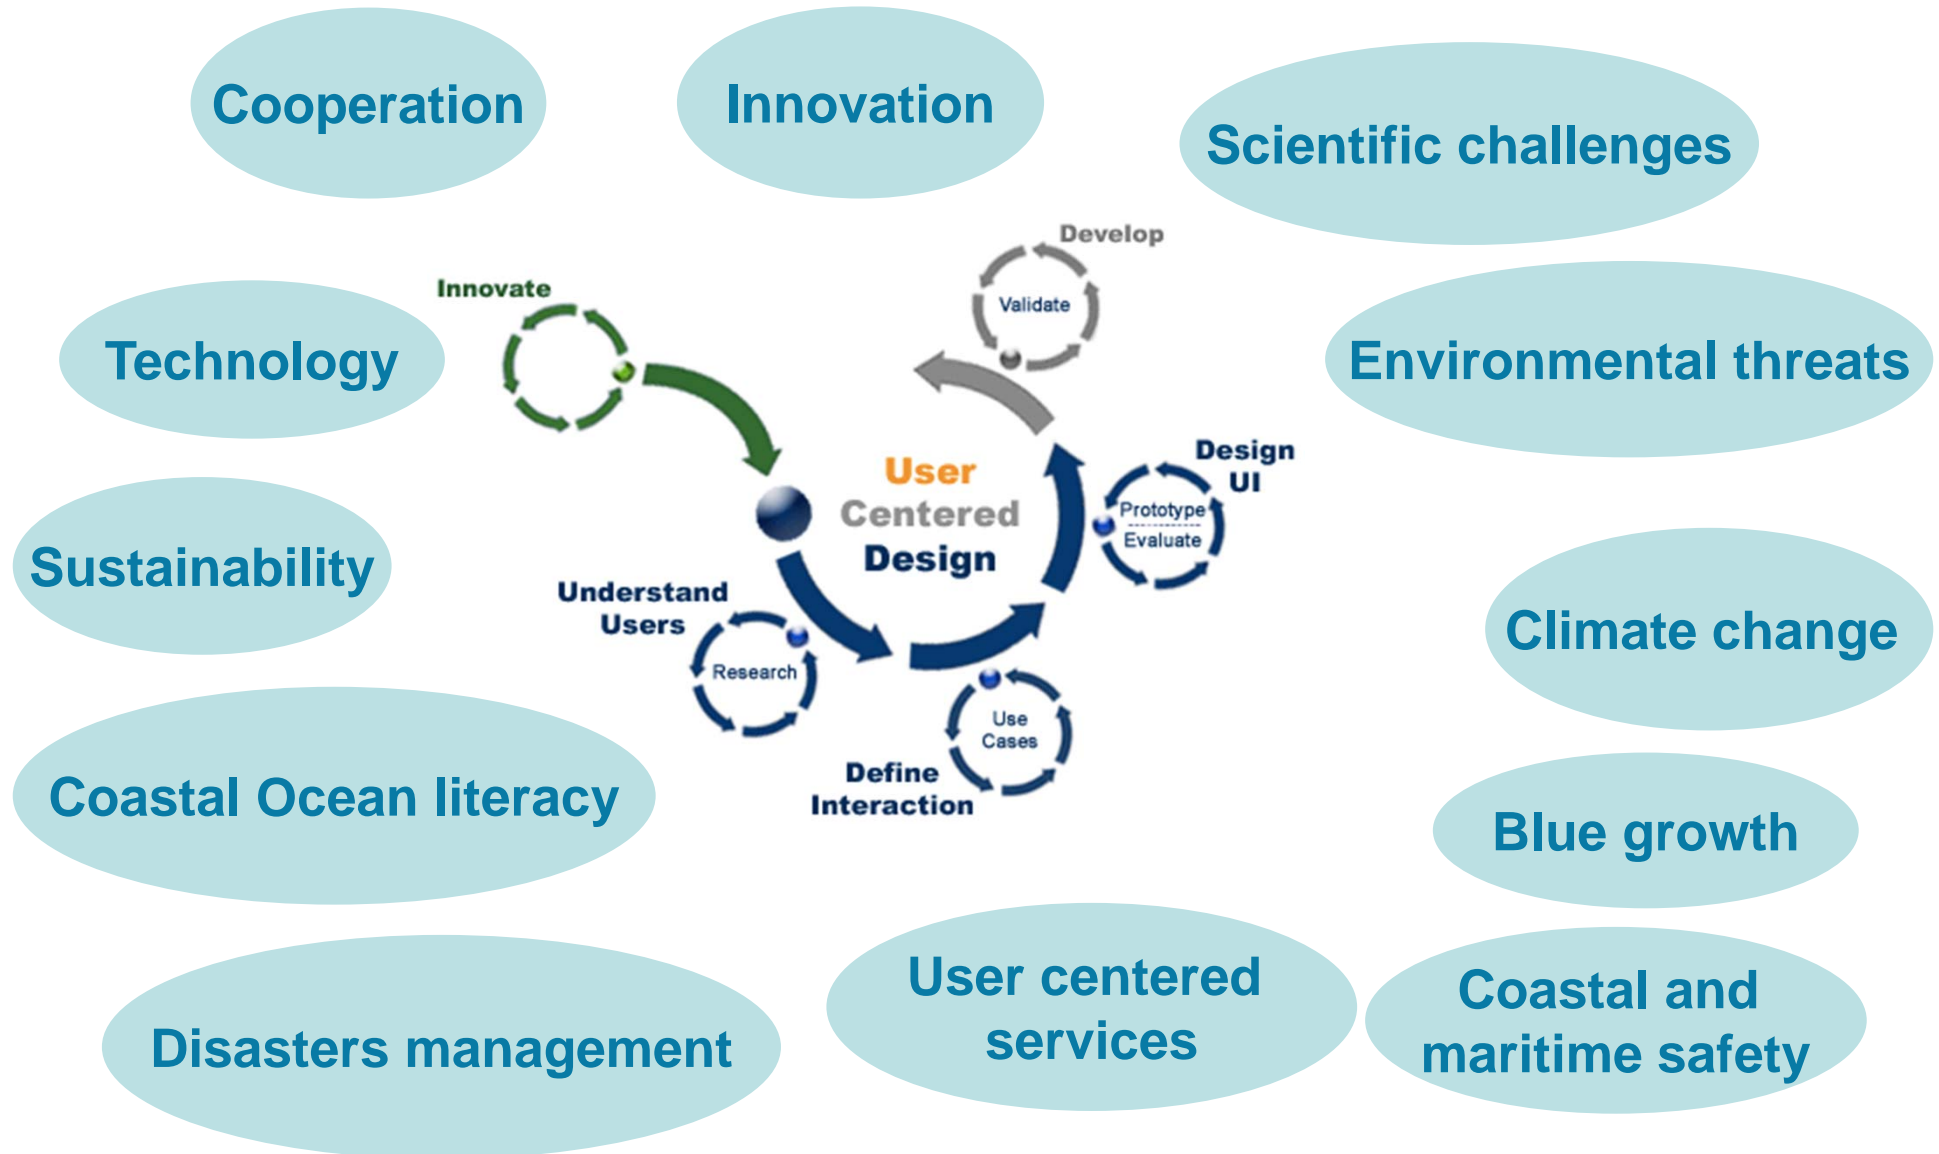 Cooperation
Innovation
Scientific challenges
Develop
Validate
Innovate
Technology
Environmental threats
User
Centered
Design
Design
UI
Prototype
Evaluate
Sustainability
Understand
Users
Research
Climate change
Use
Cases
Define
Interaction
Coastal Ocean literacy
Blue growth
Disasters management
User centered
services
Coastal and
maritime safety